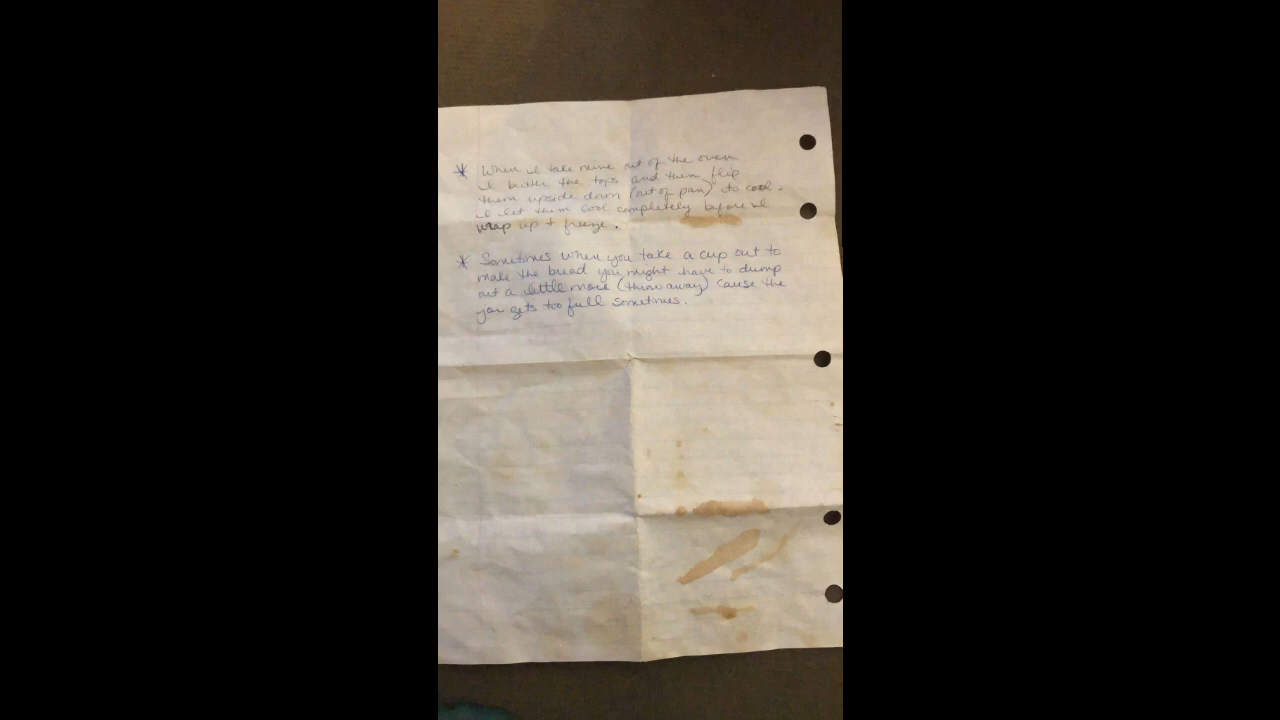 * When I take mine out of the oven
I butter the tops and then flip
them upside down (out of pan) to cool.
I let them cool completely before I
wrap up + freeze.
* Sometimes when you take a cup out to
make the bread you might have to dump
out a little more (throw away) cause the
jar gets too full sometimes.